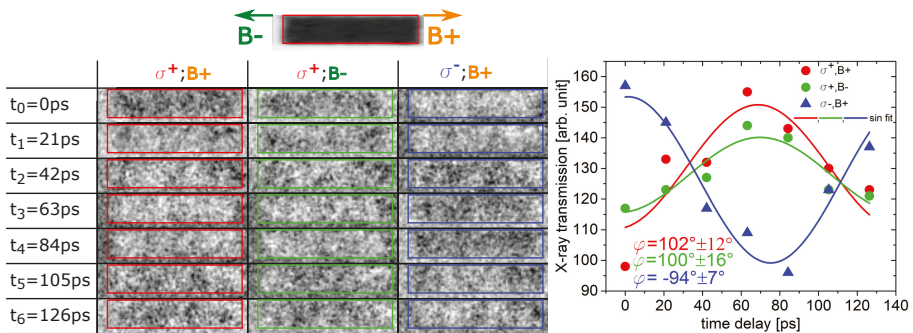 B- B+
σ⁺;B+ σ⁺;B- σ⁻;B+
t₀=0ps
t₁=21ps
t₂=42ps
t₃=63ps
t₄=84ps
t₅=105ps
t₆=126ps
X-ray transmission [arb. unit]
160
150
140
130
120
110
100
90
σ⁺,B+
σ+,B-
σ-,B+
sin fit
φ=102°±12°
φ=100°±16°
φ= -94°±7°
0 20 40 60 80 100 120 140
time delay [ps]